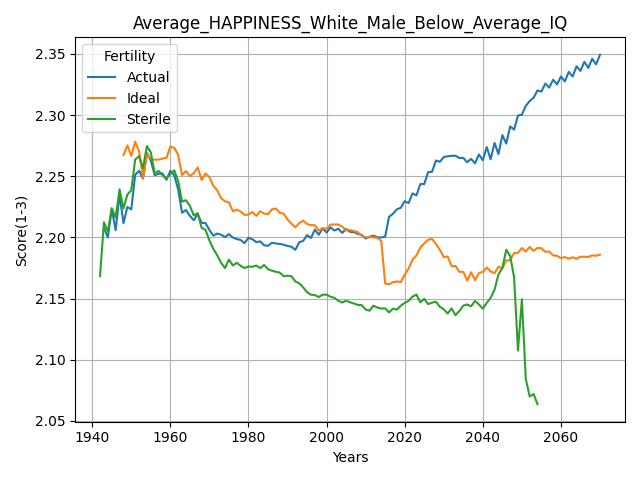 Average_HAPPINESS_White_Male_Below_Average_IQ
Fertility
Actual
Ideal
Sterile
Score(1-3)
2.35
2.30
2.25
2.20
2.15
2.10
2.05
1940 1960 1980 2000 2020 2040 2060
Years